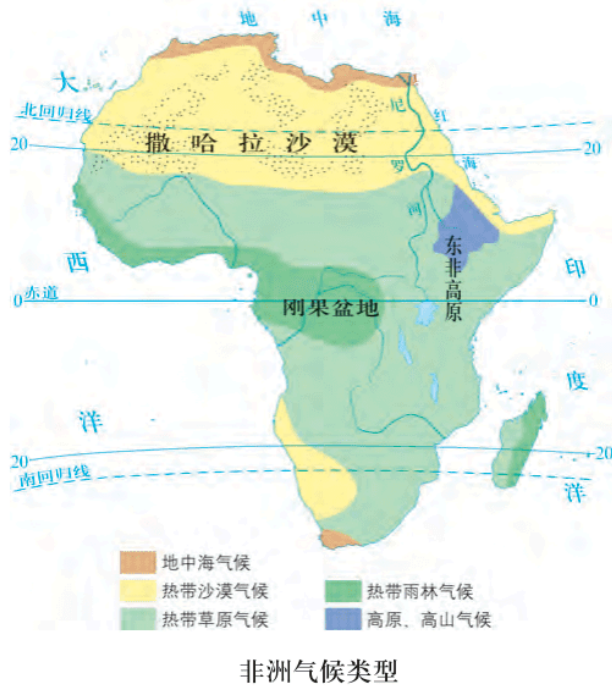 地中海
大
北回归线
尼
红
20
撒哈拉沙漠
20
罗
海
河
西
东非高原
印
0
赤道
刚果盆地
0
度
洋
20
20
南回归线
洋
地中海气候
热带沙漠气候
热带雨林气候
热带草原气候
高原、高山气候
非洲气候类型